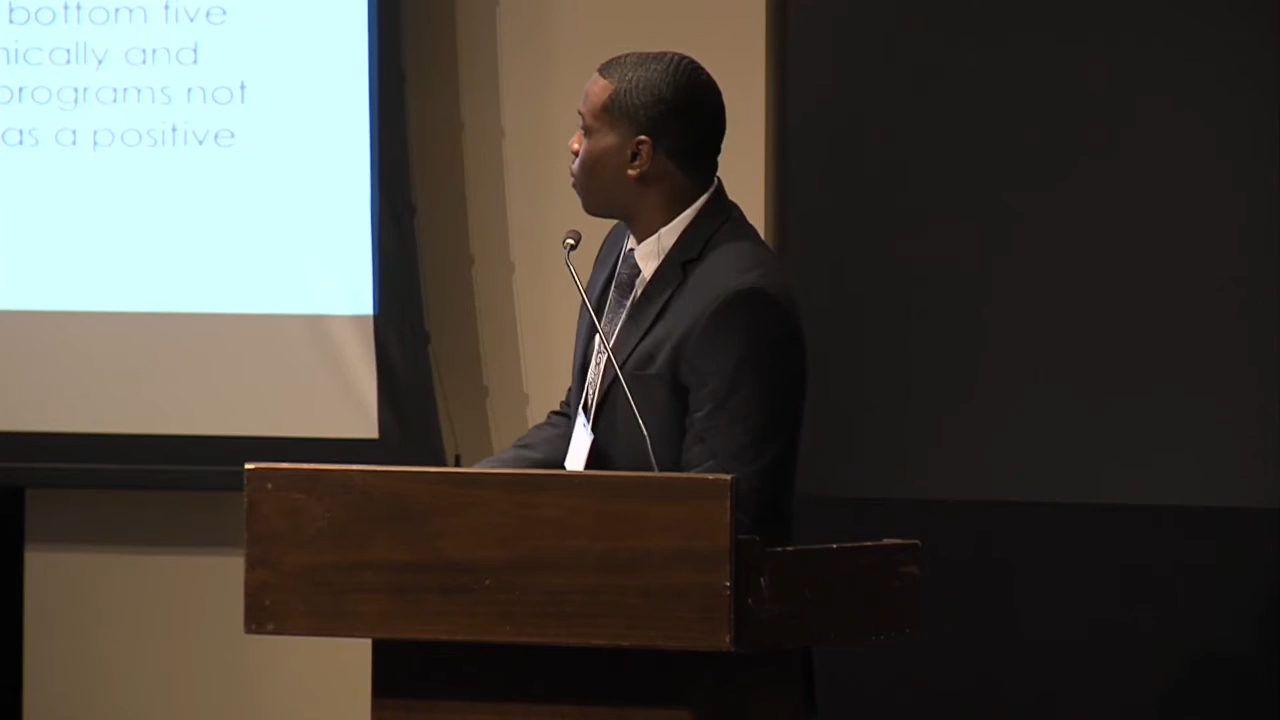 bottom five
nically and
programs not
as a positive